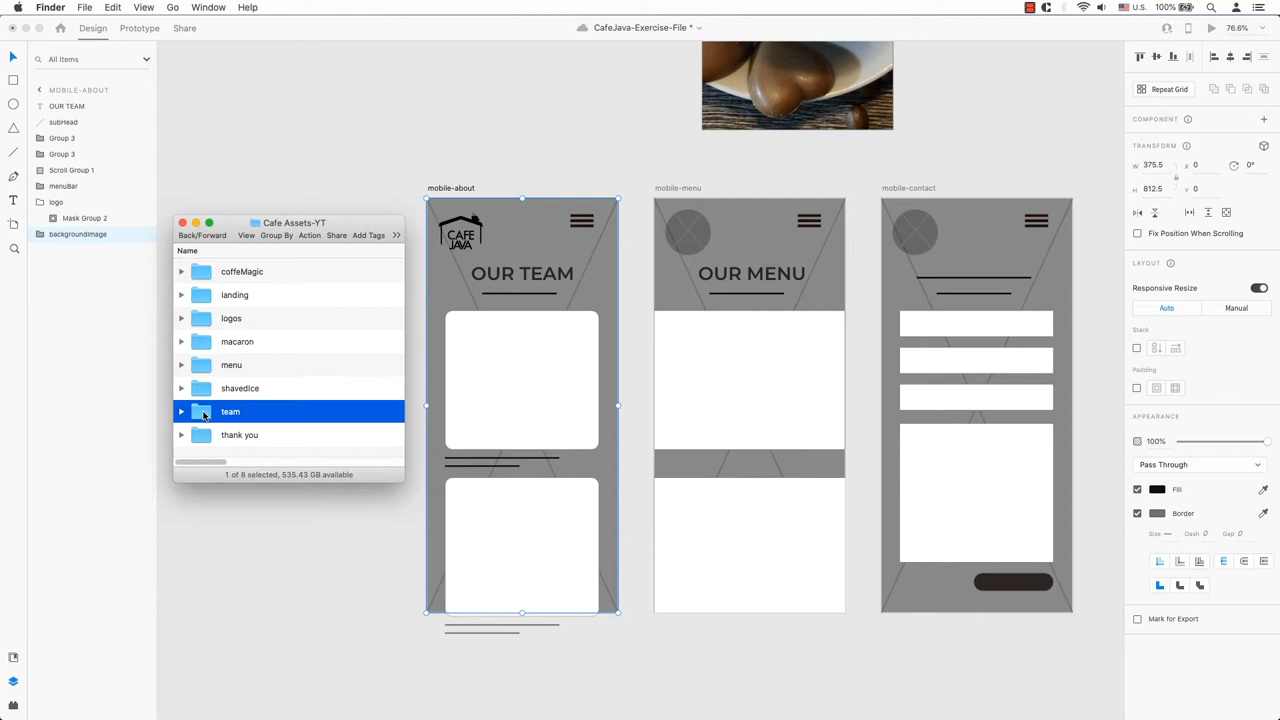 Finder File Edit View Go Window Help U.S. 100%
Design Prototype Share CafeJava-Exercise-File * 76.6%
All Items
MOBILE-ABOUT
OUR TEAM
subHead
Group 3
Group 3
Scroll Group 1
menuBar
logo
Mask Group 2
backgroundImage
Cafe Assets-YT
Back/Forward View Group By Action Share Add Tags >>
Name
coffeMagic
landing
logos
macaron
menu
shavedIce
team
thank you
1 of 8 selected, 535.43 GB available
mobile-about
CAFE
JAVA
OUR TEAM
mobile-menu
OUR MENU
mobile-contact
Repeat Grid
COMPONENT
TRANSFORM
W 375.5 X 0 0°
H 812.5 Y 0
Fix Position When Scrolling
LAYOUT
Responsive Resize
Auto Manual
Stack
Padding
APPEARANCE
100%
Pass Through
Fill
Border
Size — Dash 0 Gap 0
Mark for Export